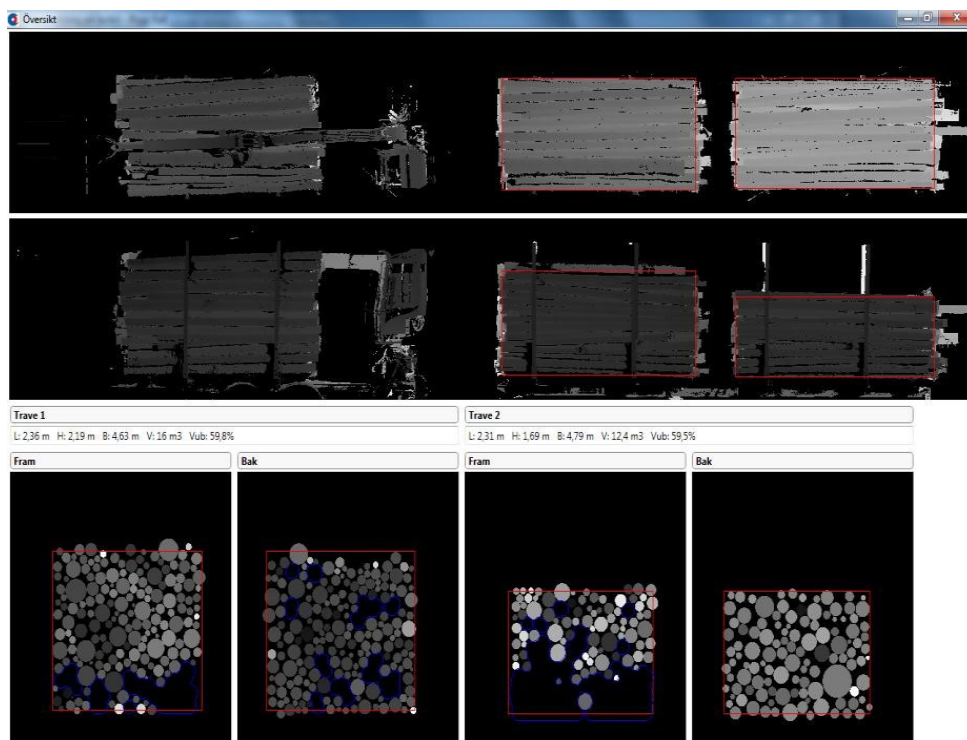 Översikt
Trave 1
Trave 2
L: 2,36 m H: 2,19 m B: 4,63 m V: 16 m3 Vub: 59,8%
L: 2,31 m H: 1,69 m B: 4,79 m V: 12,4 m3 Vub: 59,5%
Fram
Bak
Fram
Bak